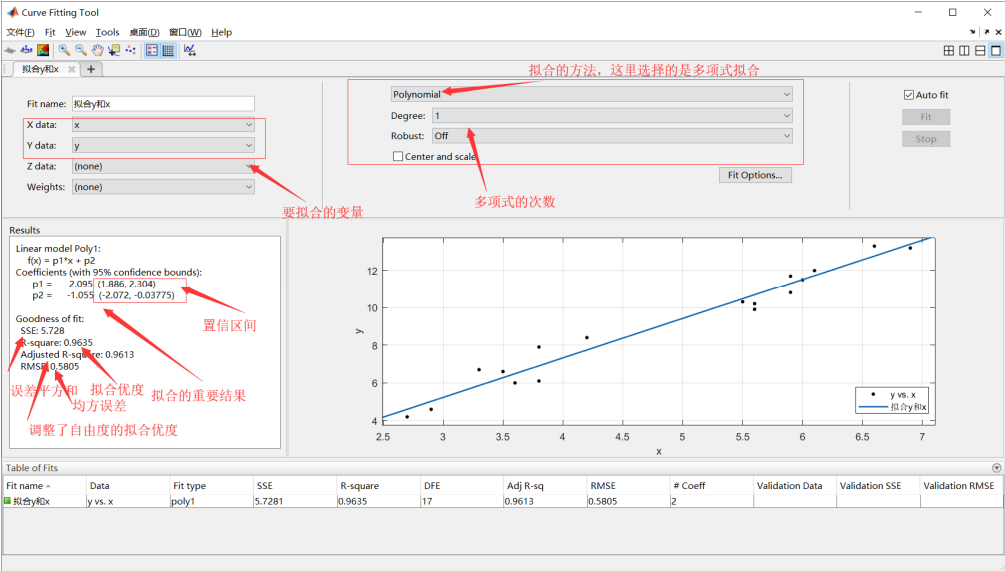 Curve Fitting Tool
文件(F) Fit View Tools 桌面(D) 窗口(W) Help
拟合y和x
拟合的方法，这里选择的是多项式拟合
Fit name: 拟合y和x
X data: x
Y data: y
Z data: (none)
Weights: (none)
要拟合的变量
Polynomial
Degree: 1
Robust: Off
Center and scale
Fit Options...
多项式的次数
Auto fit
Fit
Stop
Results
Linear model Poly1:
f(x) = p1*x + p2
Coefficients (with 95% confidence bounds):
p1 = 2.095 (1.886, 2.304)
p2 = -1.055 (-2.072, -0.03775)
置信区间
Goodness of fit:
SSE: 5.728
R-square: 0.9635
Adjusted R-square: 0.9613
RMSE: 0.5805
误差平方和 拟合优度 拟合的重要结果
均方误差
调整了自由度的拟合优度
12
10
8
6
4
y
2.5 3 3.5 4 4.5 5 5.5 6 6.5 7
x
y vs. x
拟合y和x
Table of Fits
Fit name Data Fit type SSE R-square DFE Adj R-sq RMSE # Coeff Validation Data Validation SSE Validation RMSE
拟合y和x y vs. x poly1 5.7281 0.9635 17 0.9613 0.5805 2